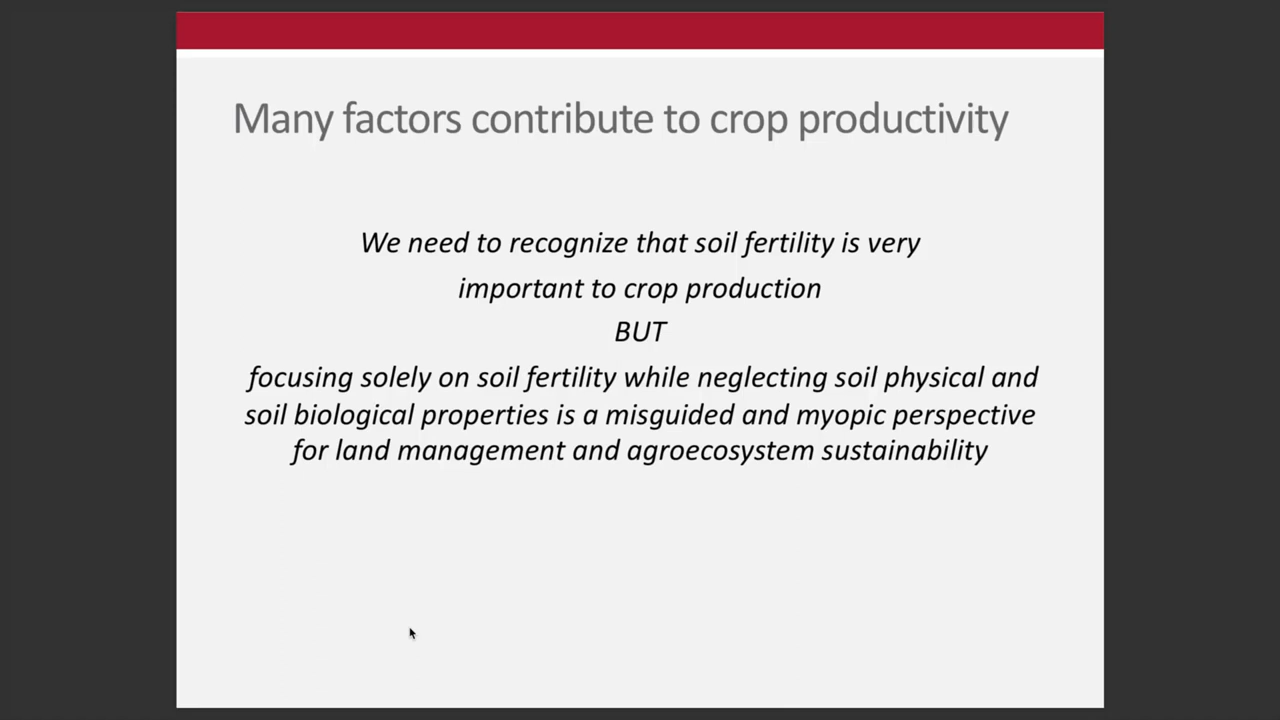 Many factors contribute to crop productivity
We need to recognize that soil fertility is very
important to crop production
BUT
focusing solely on soil fertility while neglecting soil physical and
soil biological properties is a misguided and myopic perspective
for land management and agroecosystem sustainability